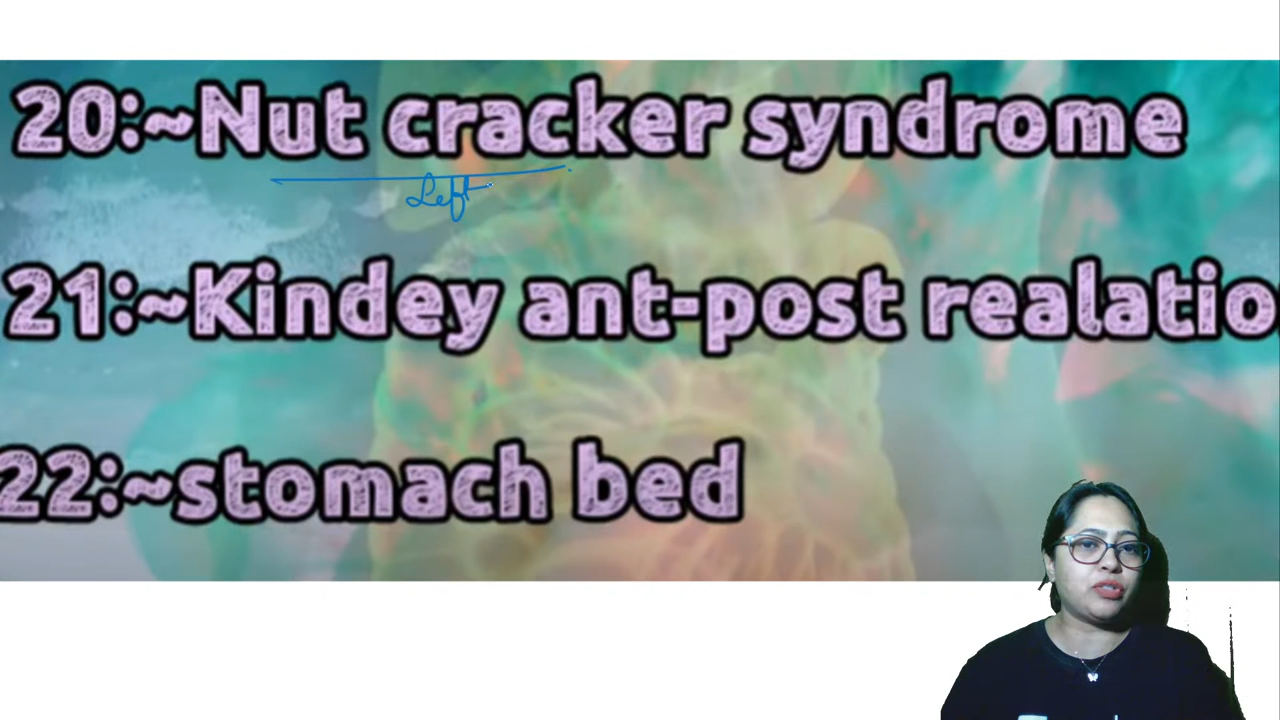 20:~Nut cracker syndrome
Left
21:~Kindey ant-post realatio
22:~stomach bed